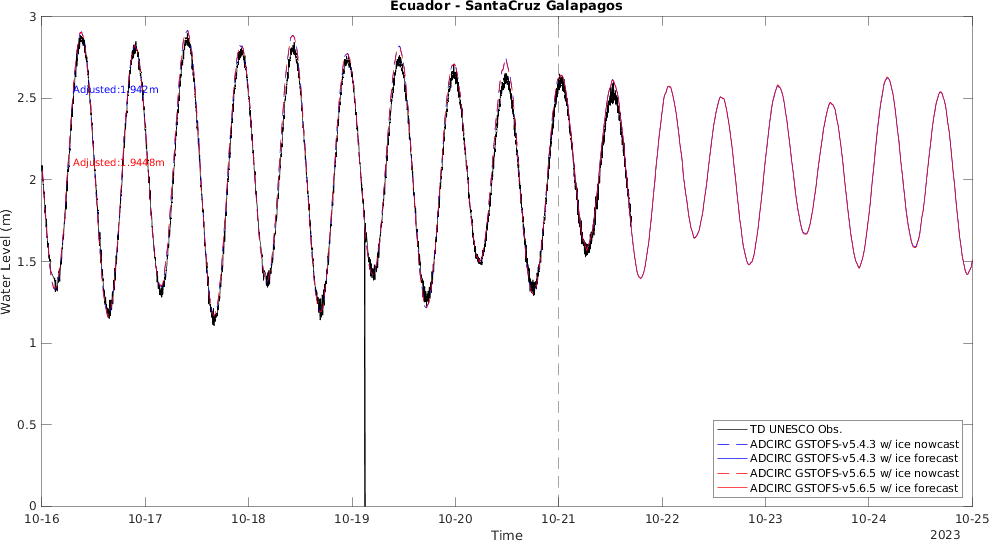 Ecuador - SantaCruz Galapagos
3
2.5
2
1.5
1
0.5
0
Water Level (m)
Adjusted:1.942m
Adjusted:1.9448m
TD UNESCO Obs.
ADCIRC GSTOFS-v5.4.3 w/ ice nowcast
ADCIRC GSTOFS-v5.4.3 w/ ice forecast
ADCIRC GSTOFS-v5.6.5 w/ ice nowcast
ADCIRC GSTOFS-v5.6.5 w/ ice forecast
10-16 10-17 10-18 10-19 10-20 10-21 10-22 10-23 10-24 10-25
Time
2023